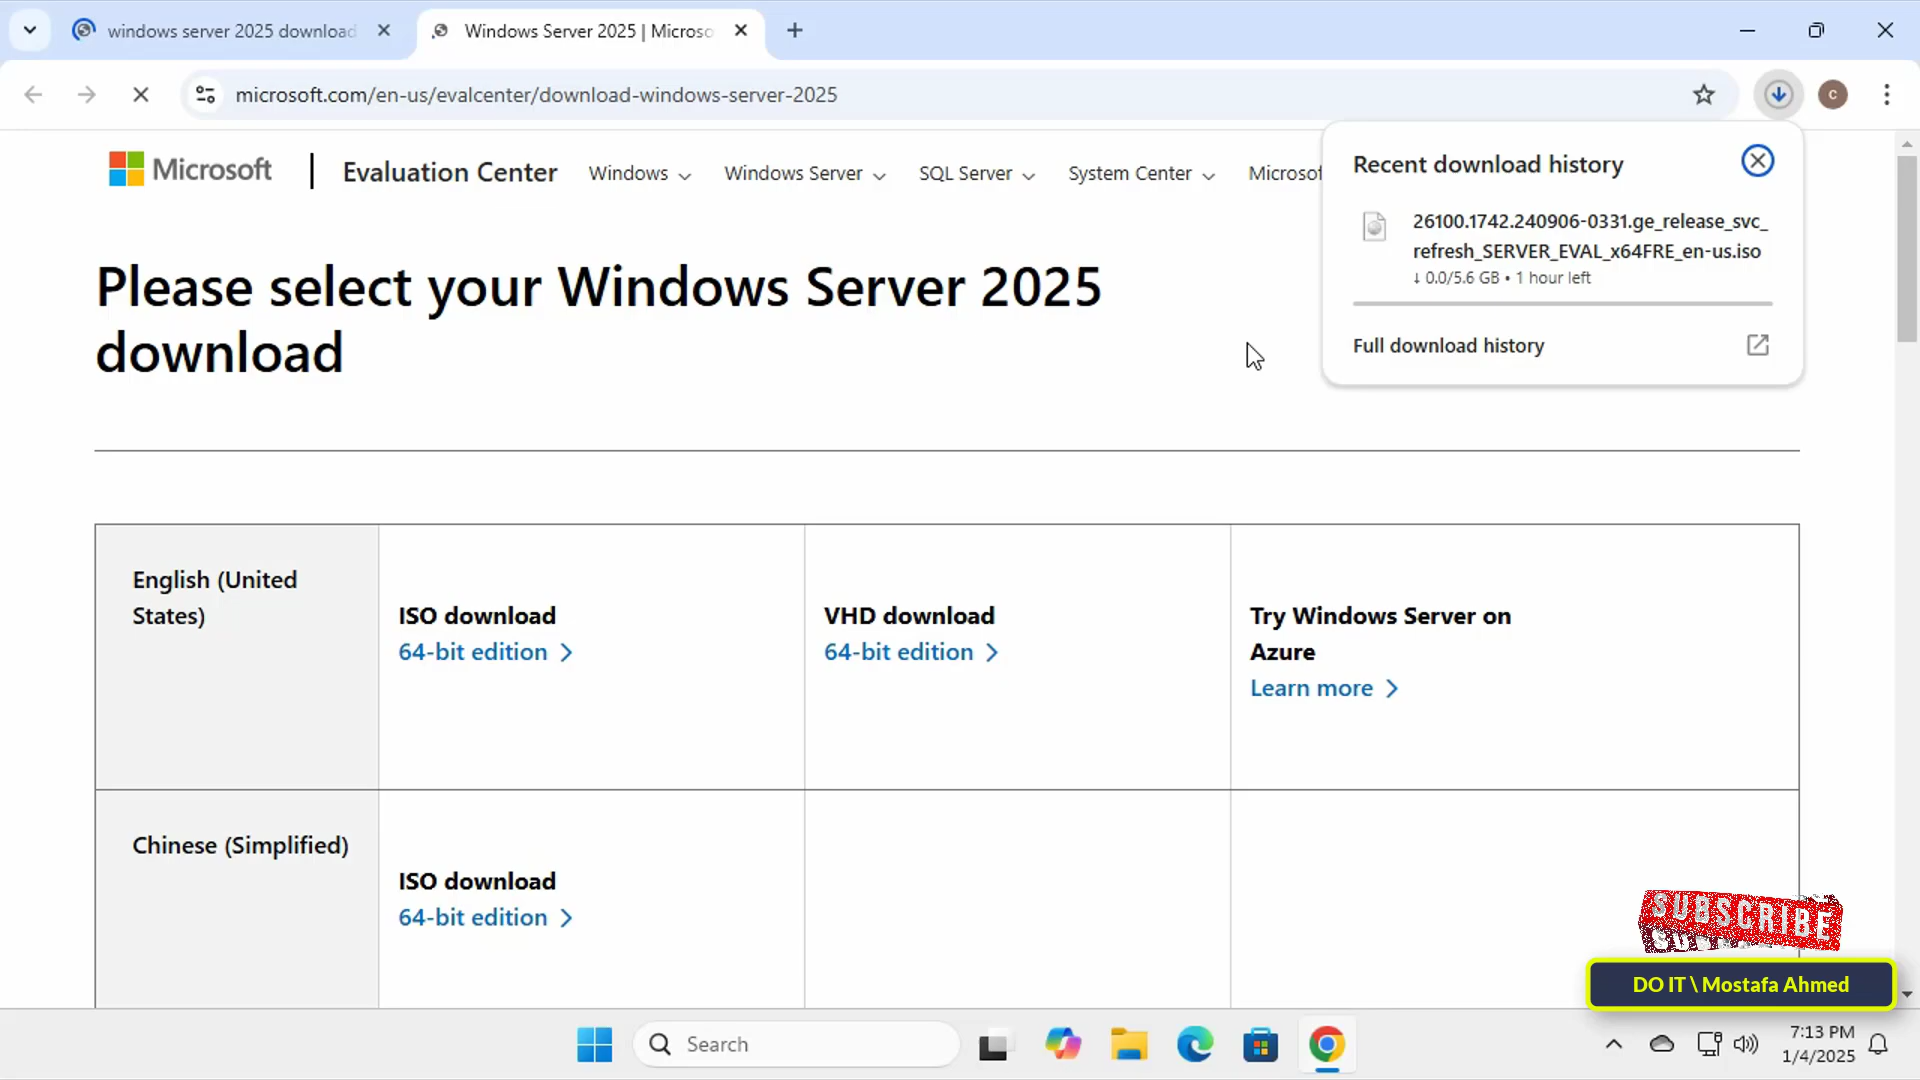 windows server 2025 download
Windows Server 2025 | Microso
microsoft.com/en-us/evalcenter/download-windows-server-2025
C
Microsoft
Evaluation Center
Windows
Windows Server
SQL Server
System Center
Microsof
Recent download history
26100.1742.240906-0331.ge_release_svc_
refresh_SERVER_EVAL_x64FRE_en-us.iso
↓ 0.0/5.6 GB • 1 hour left
Full download history
Please select your Windows Server 2025
download
English (United
States)
ISO download
64-bit edition
VHD download
64-bit edition
Try Windows Server on
Azure
Learn more
Chinese (Simplified)
ISO download
64-bit edition
SUBSCRIBE
DO IT \ Mostafa Ahmed
Search
7:13 PM
1/4/2025